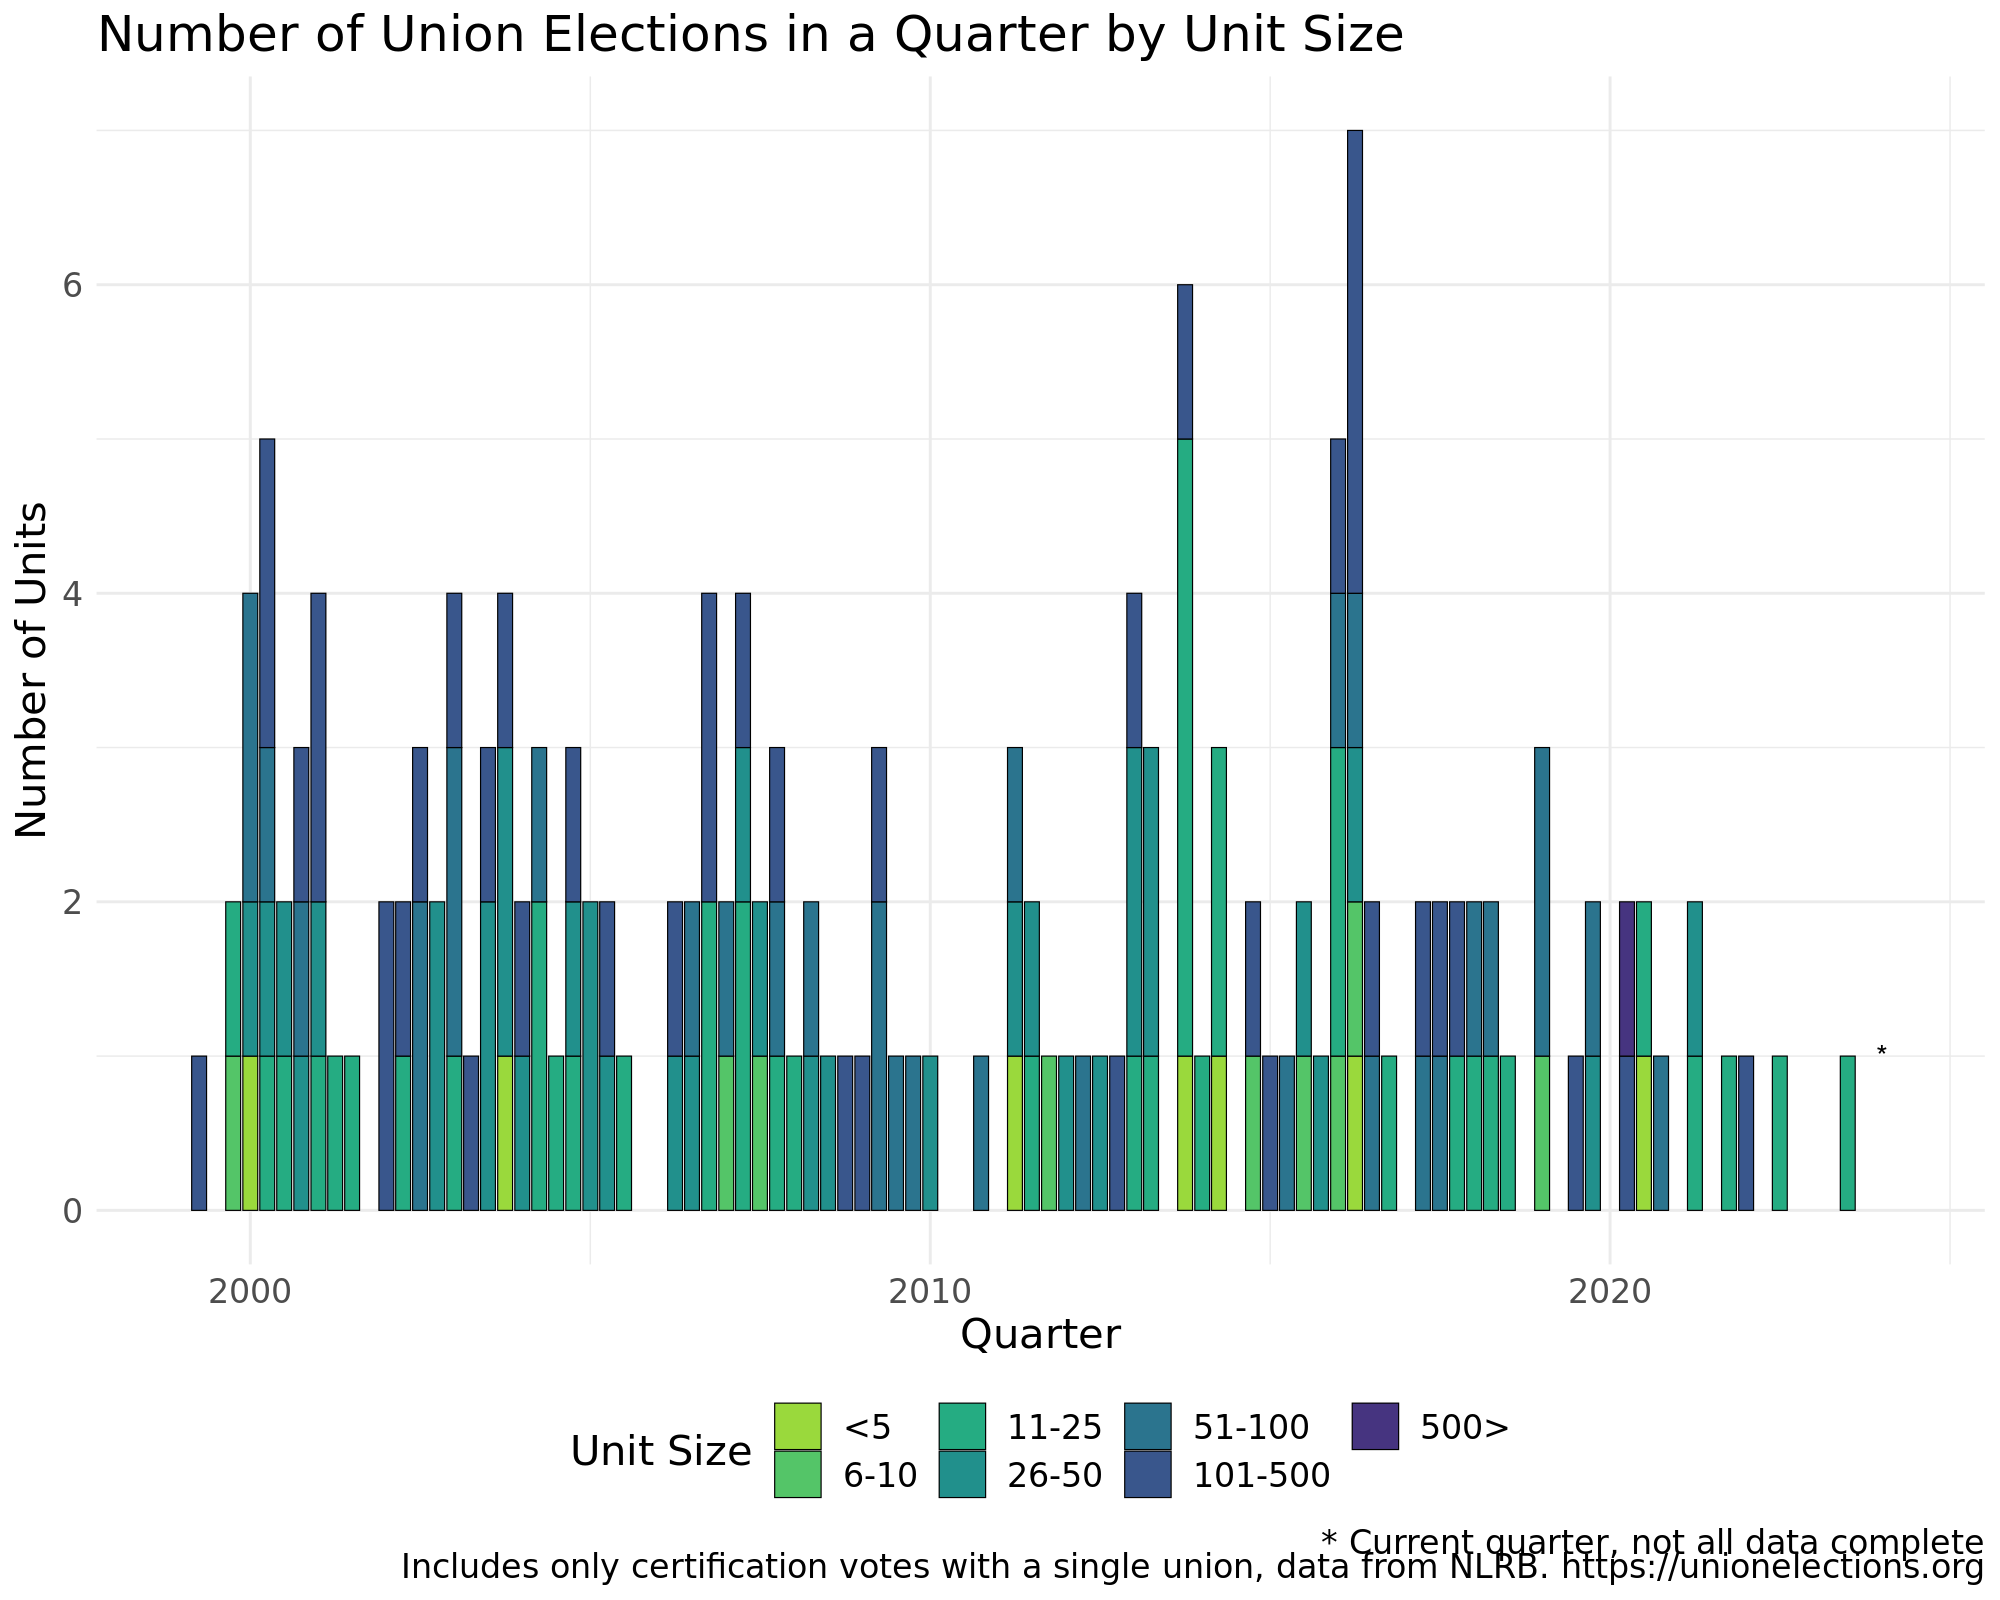 Number of Union Elections in a Quarter by Unit Size
Number of Units
6
4
2
0
*
2000 2010 2020
Quarter
Unit Size
<5 11-25 51-100 500>
6-10 26-50 101-500
* Current quarter, not all data complete
Includes only certification votes with a single union, data from NLRB. https://unionelections.org